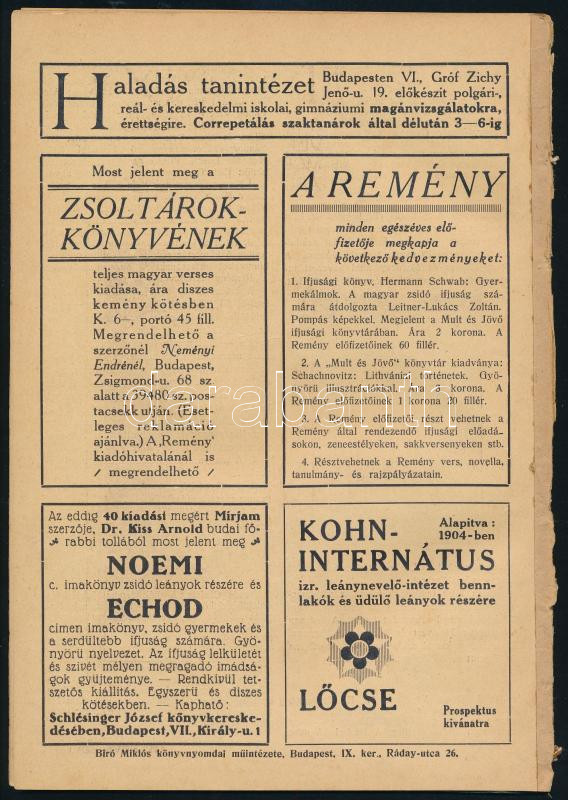 Haladás tanintézet Budapesten VI., Gróf Zichy
Jenő-u. 19. előkészit polgári-,
reál- és kereskedelmi iskolai, gimnáziumi magánvizsgálatokra,
érettségire. Correpetálás szaktanárok által délután 3—6-ig
Most jelent meg a
ZSOLTÁROK-
KÖNYVÉNEK
teljes magyar verses
kiadása, ára diszes
kemény kötésben
K. 6—, portó 45 fill.
Megrendelhető a
szerzőnél Neményi
Endrénél, Budapest,
Zsigmond-u. 68 sz.
alatt a 39480 sz. pos-
tacsekk utján. (Eset-
leges reklamáció
ajánlva.) A „Remény”
kiadóhivatalánál is
megrendelhető
A REMÉNY
minden egészéves elő-
fizetője megkapja a
következő kedvezményeket:
1. Ifjusági könyv, Hermann Schwab: Gyer-
mekálmok. A magyar zsidó ifjuság szá-
mára átdolgozta Leitner-Lukács Zoltán.
Pompás képekkel. Megjelent a Mult és Jövő
ifjusági könyvtárában. Ára 2 korona. A
Remény előfizetőinek 60 fillér.
2. A „Mult és Jövő” könyvtár kiadványa:
Schachnovitz: Lithvániai történetek. Gyö-
nyörü illusztrációkkal. Ára 3 korona. A
Remény előfizetőinek 1 korona 20 fillér.
3. A Remény előfizetői részt vehetnek a
Remény által rendezendő ifjusági előadá-
sokon, zeneestélyeken, sakkversenyeken stb.
4. Résztvehetnek a Remény vers, novella,
tanulmány- és rajzpályázatain.
Az eddig 40 kiadást megért Mirjam
szerzője, Dr. Kiss Arnold budai fő-
rabbi tollából most jelent meg
NOEMI
c. imakönyv zsidó leányok részére és
ECHOD
cimen imakönyv, zsidó gyermekek és
a serdültebb ifjuság számára. Gyö-
nyörü nyelvezet. Az ifjuság lelkületét
és szivét mélyen megragadó imádsá-
gok gyüjteménye. — Rendkivül tet-
szetős kiállitás. Egyszerü és diszes
kötésekben. — Kapható:
Schlésinger József könyvkereske-
désében, Budapest, VII., Király-u. 1
KOHN-
INTERNÁTUS
Alapitva:
1904-ben
izr. leánynevelő-intézet benn-
lakók és üdülő leányok részére
LŐCSE
Prospektus
kivánatra
Biró Miklós könyvnyomdai müintézete, Budapest, IX. ker., Ráday-utca 26.
darabanth